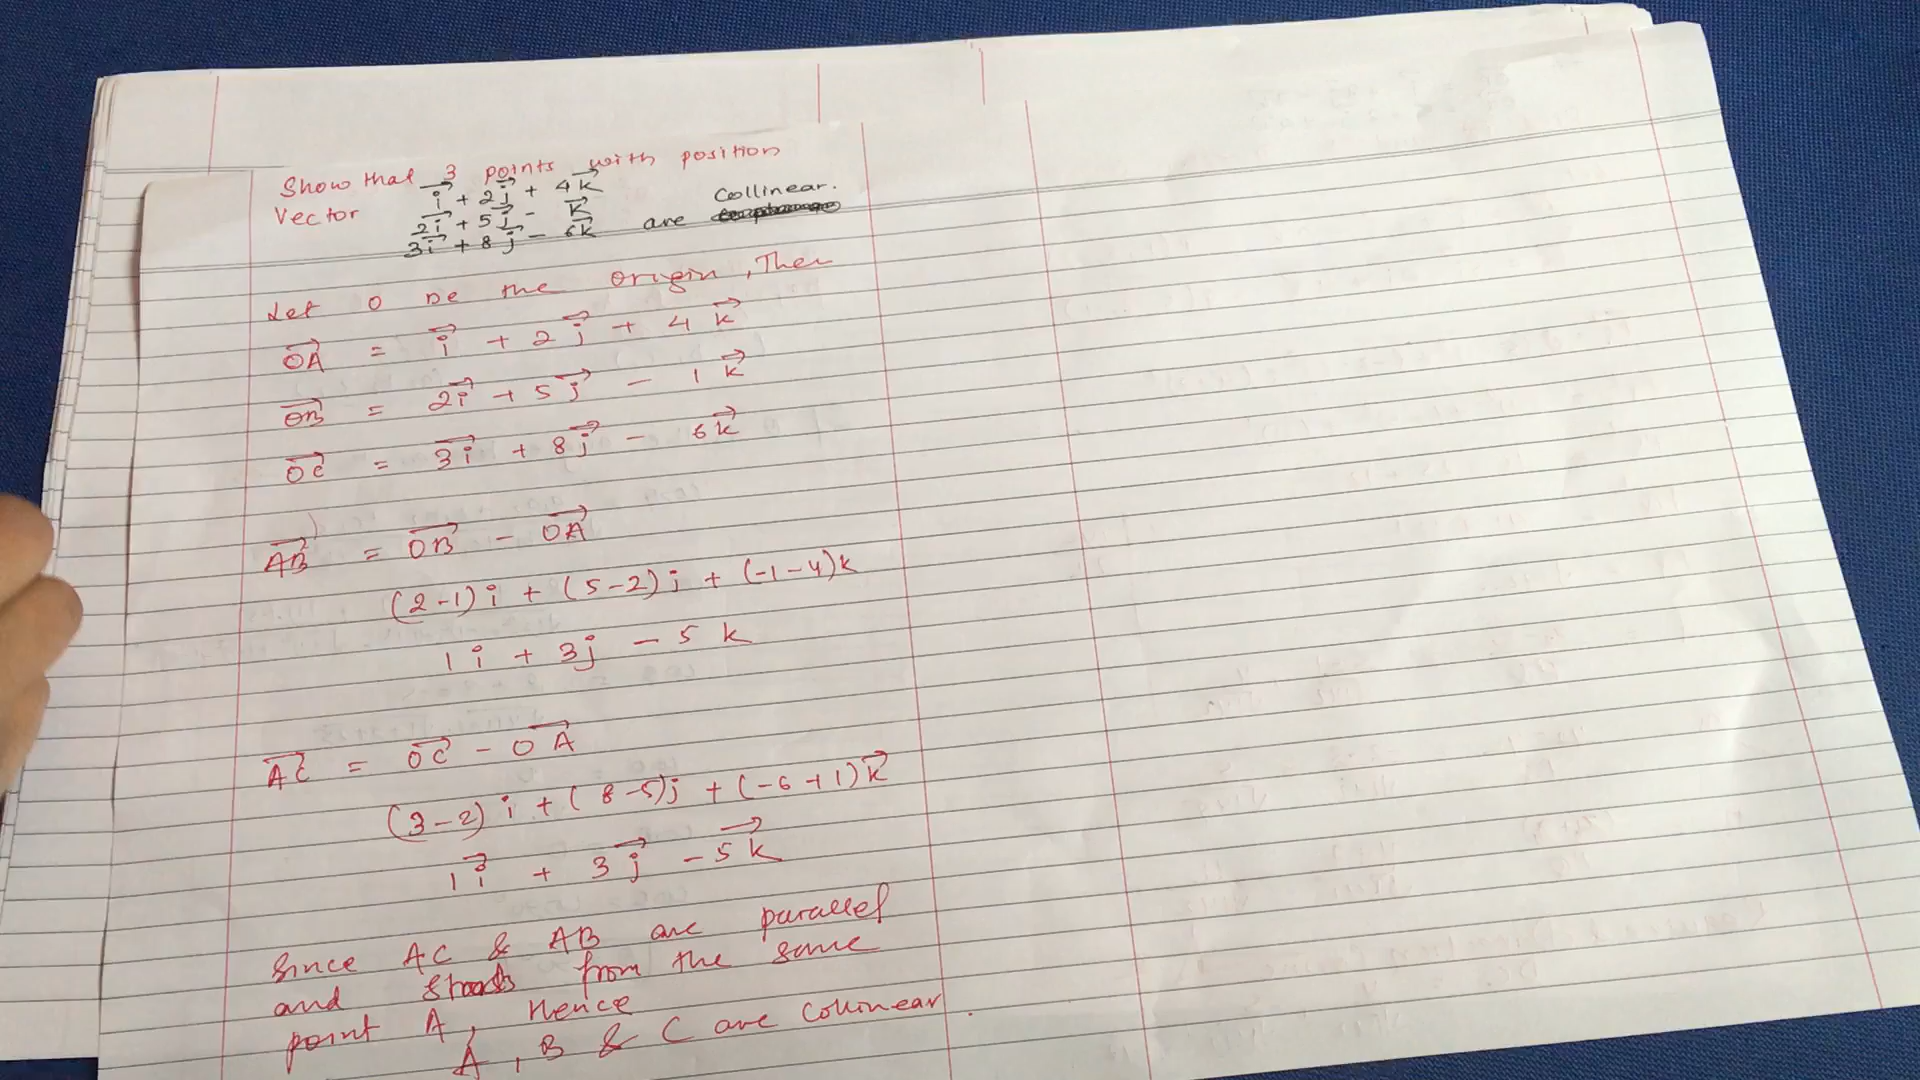 Show that 3 points with position
Vector i + 2j + 4k
2i + 5j - k
3i + 8j - 6k are Collinear.
Let O be the origin, Then
OA = i + 2j + 4k
OB = 2i + 5j - 1k
OC = 3i + 8j - 6k
AB = OB - OA
(2-1)i + (5-2)j + (-1-4)k
1i + 3j - 5k
AC = OC - OA
(3-2)i + (8-5)j + (-6+1)k
1i + 3j - 5k
Since AC & AB are parallel
and from the same
point A, Hence
A, B & C are collinear.